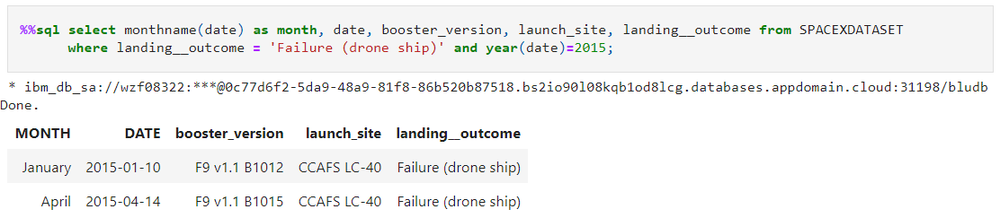 %%sql select monthname(date) as month, date, booster_version, launch_site, landing__outcome from SPACEXDATASET
where landing__outcome = 'Failure (drone ship)' and year(date)=2015;
* ibm_db_sa://wzf08322:***@0c77d6f2-5da9-48a9-81f8-86b520b87518.bs2io90l08kqb1od8lcg.databases.appdomain.cloud:31198/bludb
Done.
MONTH DATE booster_version launch_site landing__outcome
January 2015-01-10 F9 v1.1 B1012 CCAFS LC-40 Failure (drone ship)
April 2015-04-14 F9 v1.1 B1015 CCAFS LC-40 Failure (drone ship)